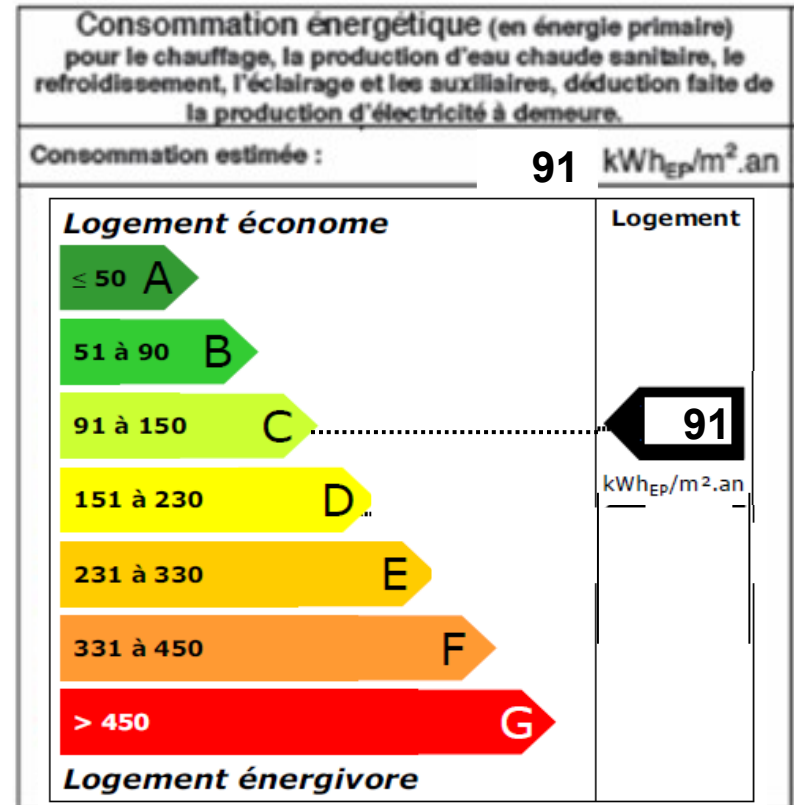 Consommation énergétique (en énergie primaire)
pour le chauffage, la production d'eau chaude sanitaire, le
refroidissement, l'éclairage et les auxiliaires, déduction faite de
la production d'électricité à demeure.
Consommation estimée : 91 kWhEP/m².an
Logement économe
Logement
≤ 50 A
51 à 90 B
91 à 150 C
91
kWhEP/m².an
151 à 230 D
231 à 330 E
331 à 450 F
> 450 G
Logement énergivore